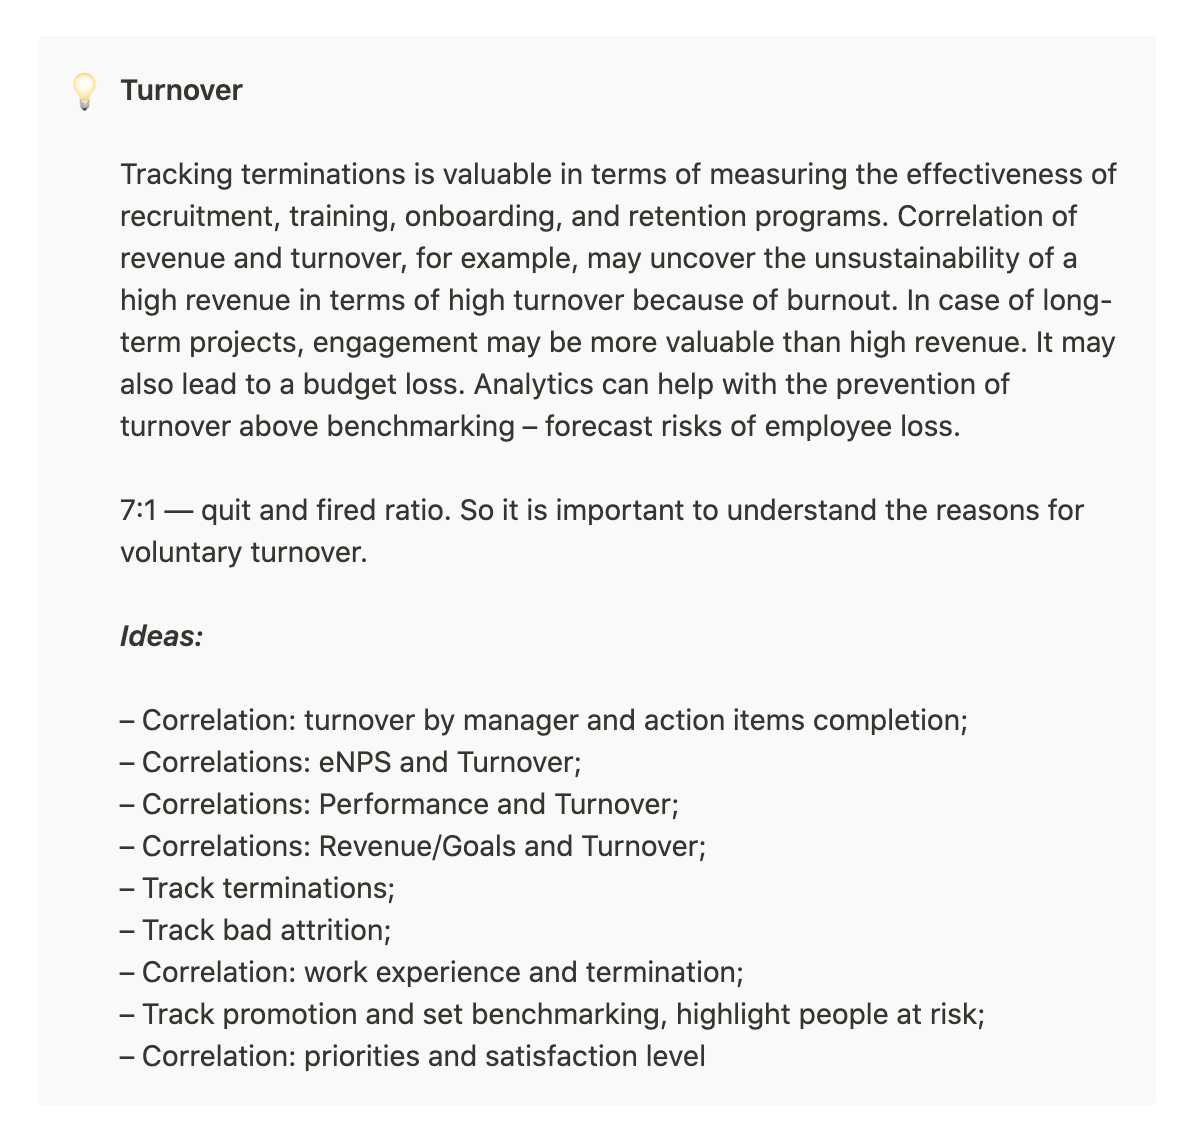 Turnover
Tracking terminations is valuable in terms of measuring the effectiveness of
recruitment, training, onboarding, and retention programs. Correlation of
revenue and turnover, for example, may uncover the unsustainability of a
high revenue in terms of high turnover because of burnout. In case of long-
term projects, engagement may be more valuable than high revenue. It may
also lead to a budget loss. Analytics can help with the prevention of
turnover above benchmarking – forecast risks of employee loss.
7:1 — quit and fired ratio. So it is important to understand the reasons for
voluntary turnover.
Ideas:
– Correlation: turnover by manager and action items completion;
– Correlations: eNPS and Turnover;
– Correlations: Performance and Turnover;
– Correlations: Revenue/Goals and Turnover;
– Track terminations;
– Track bad attrition;
– Correlation: work experience and termination;
– Track promotion and set benchmarking, highlight people at risk;
– Correlation: priorities and satisfaction level